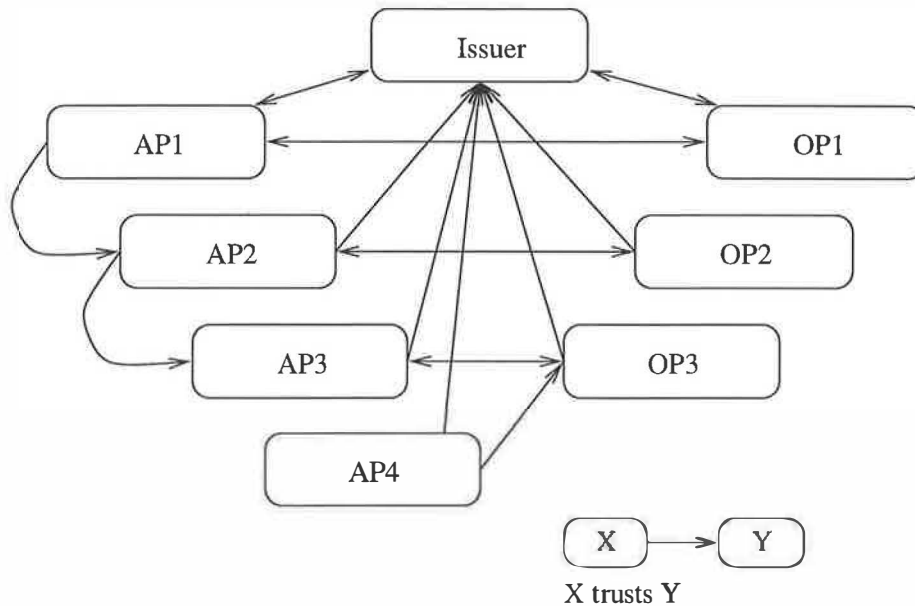 Issuer
AP1
OP1
AP2
OP2
AP3
OP3
AP4
X
Y
X trusts Y